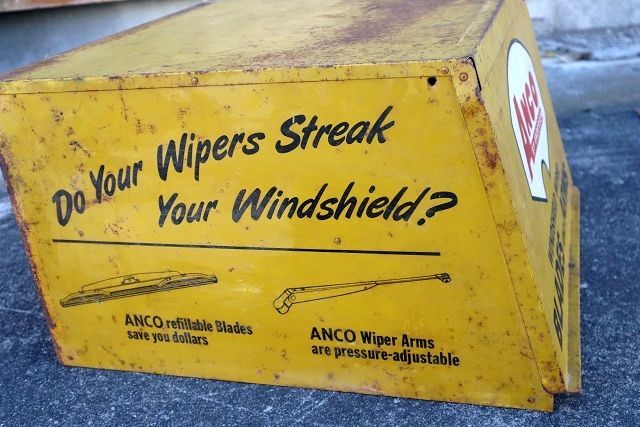 Do Your Wipers Streak
Your Windshield?
ANCO refillable Blades
save you dollars
ANCO Wiper Arms
are pressure-adjustable
ANCO